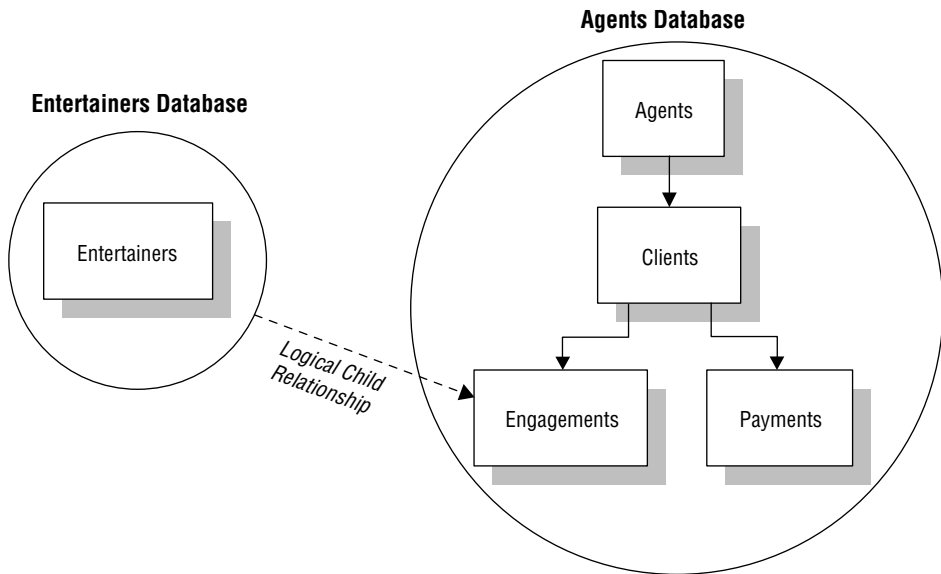 Agents Database
Entertainers Database
Agents
Entertainers
Clients
Logical Child
Relationship
Engagements
Payments